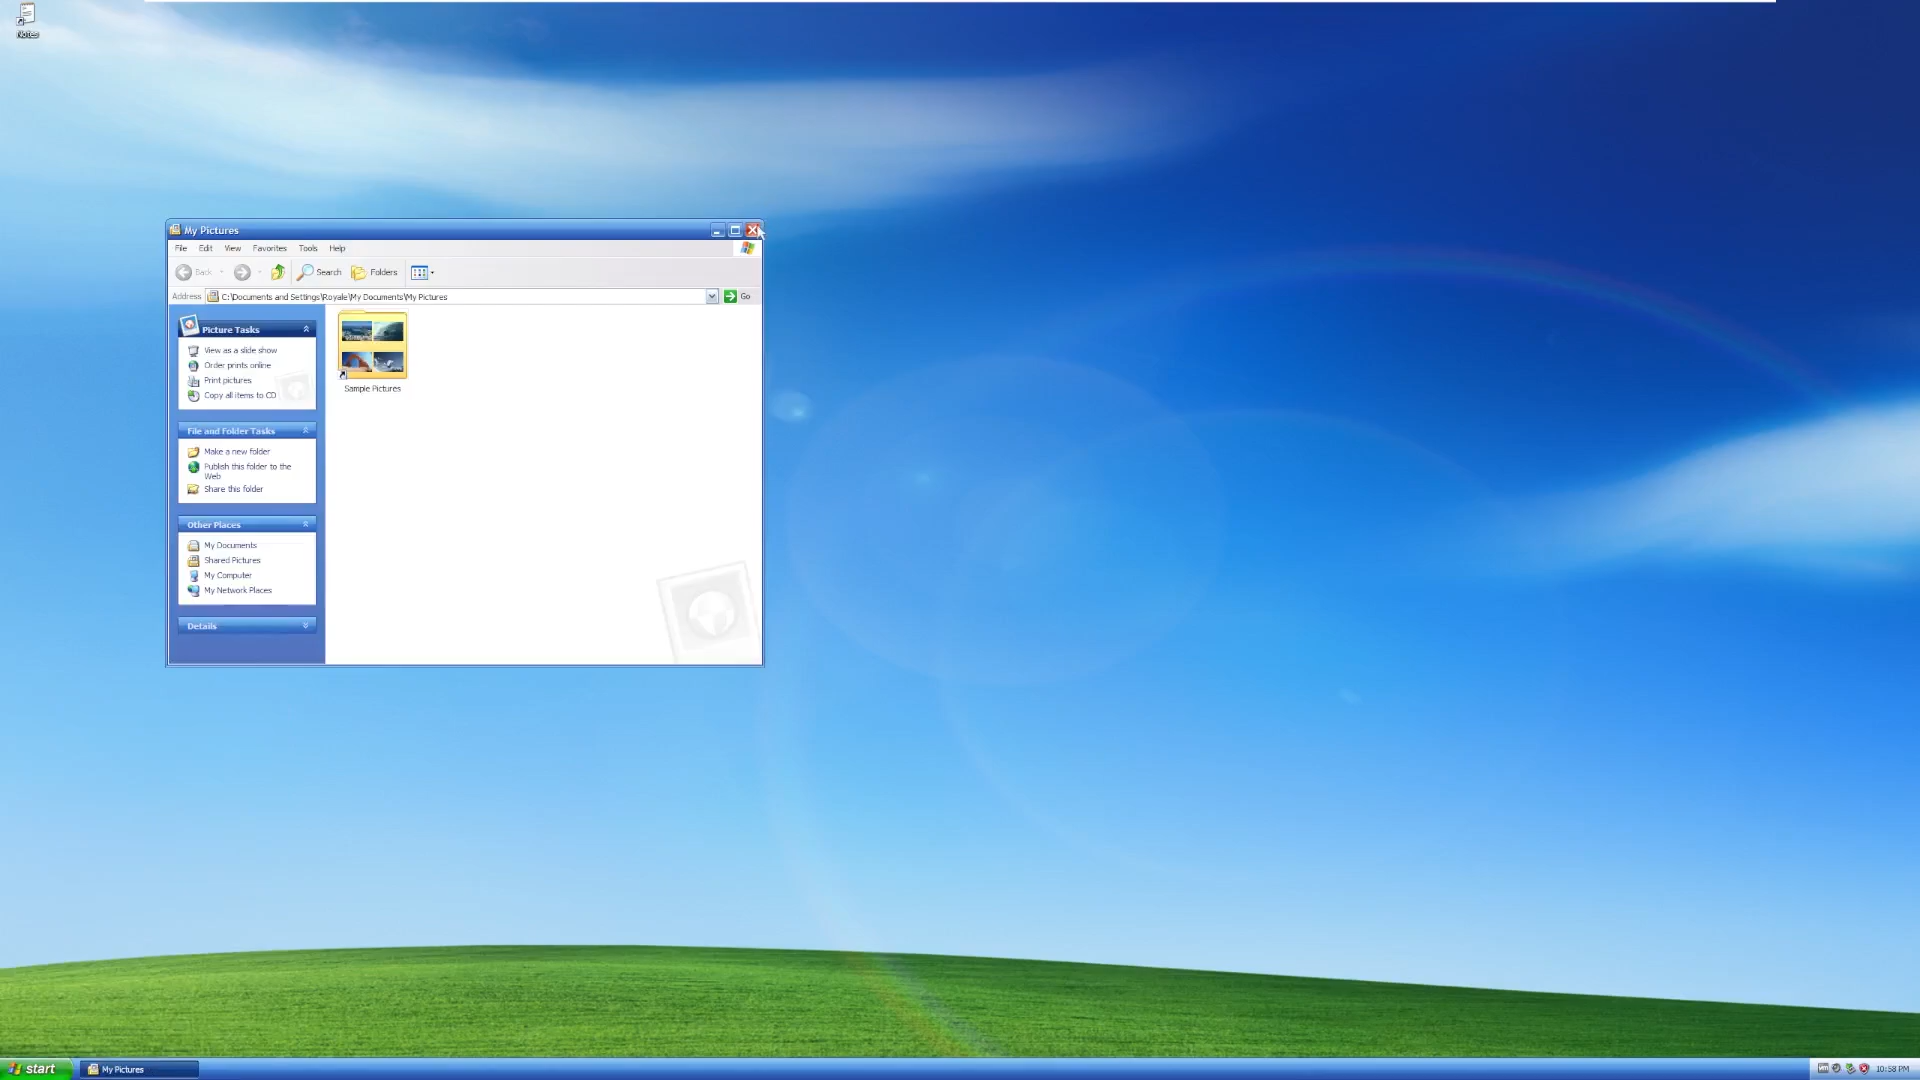 Notes
My Pictures
File Edit View Favorites Tools Help
Back Search Folders
Address C:\Documents and Settings\Royale\My Documents\My Pictures Go
Picture Tasks
View as a slide show
Order prints online
Print pictures
Copy all items to CD
File and Folder Tasks
Make a new folder
Publish this folder to the
Web
Share this folder
Other Places
My Documents
Shared Pictures
My Computer
My Network Places
Details
Sample Pictures
start My Pictures 10:58 PM